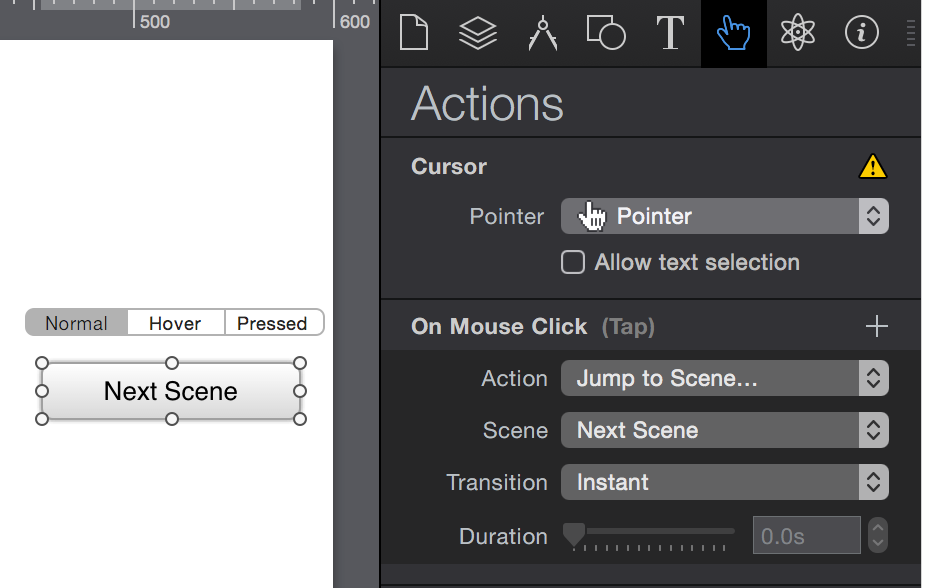 500
600
T
i
Actions
Cursor
Pointer
Pointer
Allow text selection
Normal
Hover
Pressed
On Mouse Click (Tap)
Next Scene
Action
Jump to Scene...
Scene
Next Scene
Transition
Instant
Duration
0.0s